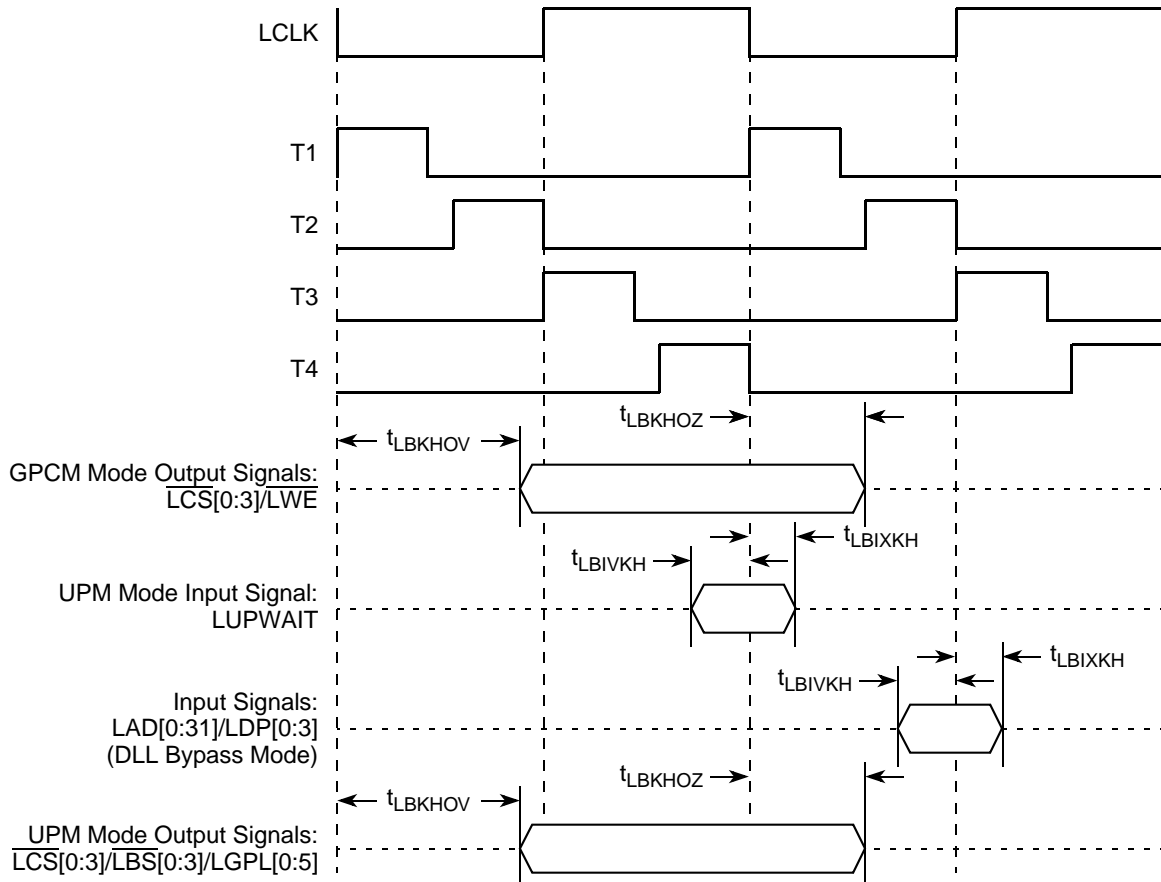 LCLK
T1
T2
T3
T4
tLBKHOZ
tLBKHOV
GPCM Mode Output Signals:
LCS[0:3]/LWE
tLBIXKH
tLBIVKH
UPM Mode Input Signal:
LUPWAIT
tLBIXKH
tLBIVKH
Input Signals:
LAD[0:31]/LDP[0:3]
(DLL Bypass Mode)
tLBKHOZ
tLBKHOV
UPM Mode Output Signals:
LCS[0:3]/LBS[0:3]/LGPL[0:5]